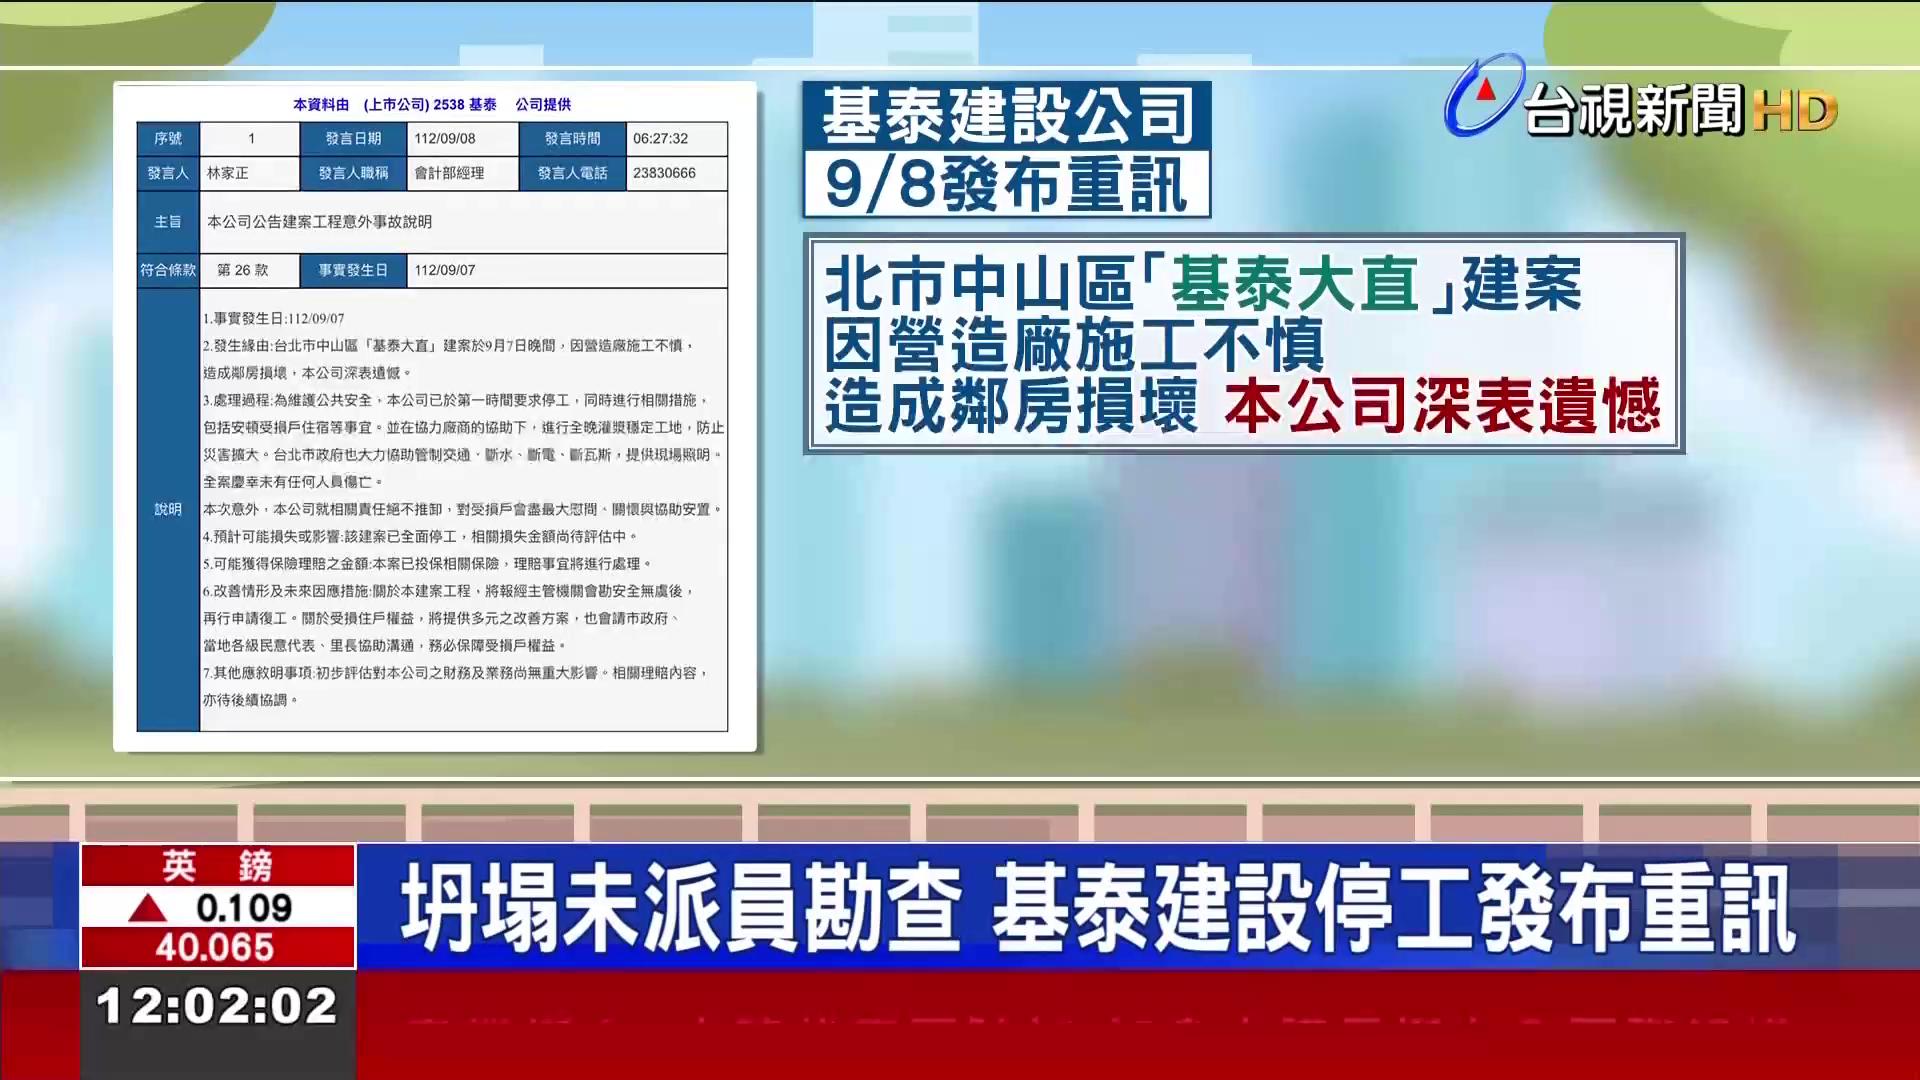 本資料由 (上市公司) 2538 基泰 公司提供
序號 1 發言日期 112/09/08 發言時間 06:27:32
發言人 林家正 發言人職稱 會計部經理 發言人電話 23830666
主旨 本公司公告建案工程意外事故說明
符合條款 第 26 款 事實發生日 112/09/07
說明
1.事實發生日:112/09/07
2.發生緣由:台北市中山區「基泰大直」建案於9月7日晚間，因營造廠施工不慎，
造成鄰房損壞，本公司深表遺憾。
3.處理過程:為維護公共安全，本公司已於第一時間要求停工，同時進行相關措施，
包括安頓受損戶住宿等事宜。並在協力廠商的協助下，進行全晚灌漿穩定工地，防止
災害擴大。台北市政府也大力協助管制交通、斷水、斷電、斷瓦斯，提供現場照明。
全案慶幸未有任何人員傷亡。
本次意外，本公司就相關責任絕不推卸，對受損戶會盡最大慰問、關懷與協助安置。
4.預計可能損失或影響:該建案已全面停工，相關損失金額尚待評估中。
5.可能獲得保險理賠之金額:本案已投保相關保險，理賠事宜將進行處理。
6.改善情形及未來因應措施:關於本建案工程，將報經主管機關會勘安全無虞後，
再行申請復工。關於受損住戶權益，將提供多元之改善方案，也會請市政府、
當地各級民意代表、里長協助溝通，務必保障受損戶權益。
7.其他應敘明事項:初步評估對本公司之財務及業務尚無重大影響。相關理賠內容，
亦待後續協調。
基泰建設公司
9/8發布重訊
北市中山區「基泰大直」建案
因營造廠施工不慎
造成鄰房損壞 本公司深表遺憾
台視新聞HD
英鎊
▲ 0.109
40.065
12:02:02
坍塌未派員勘查 基泰建設停工發布重訊